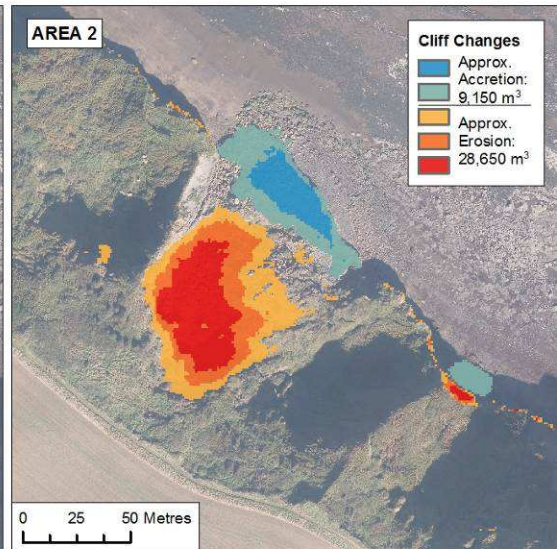 AREA 2
Cliff Changes
Approx.
Accretion:
9,150 m³
Approx.
Erosion:
28,650 m³
0 25 50 Metres